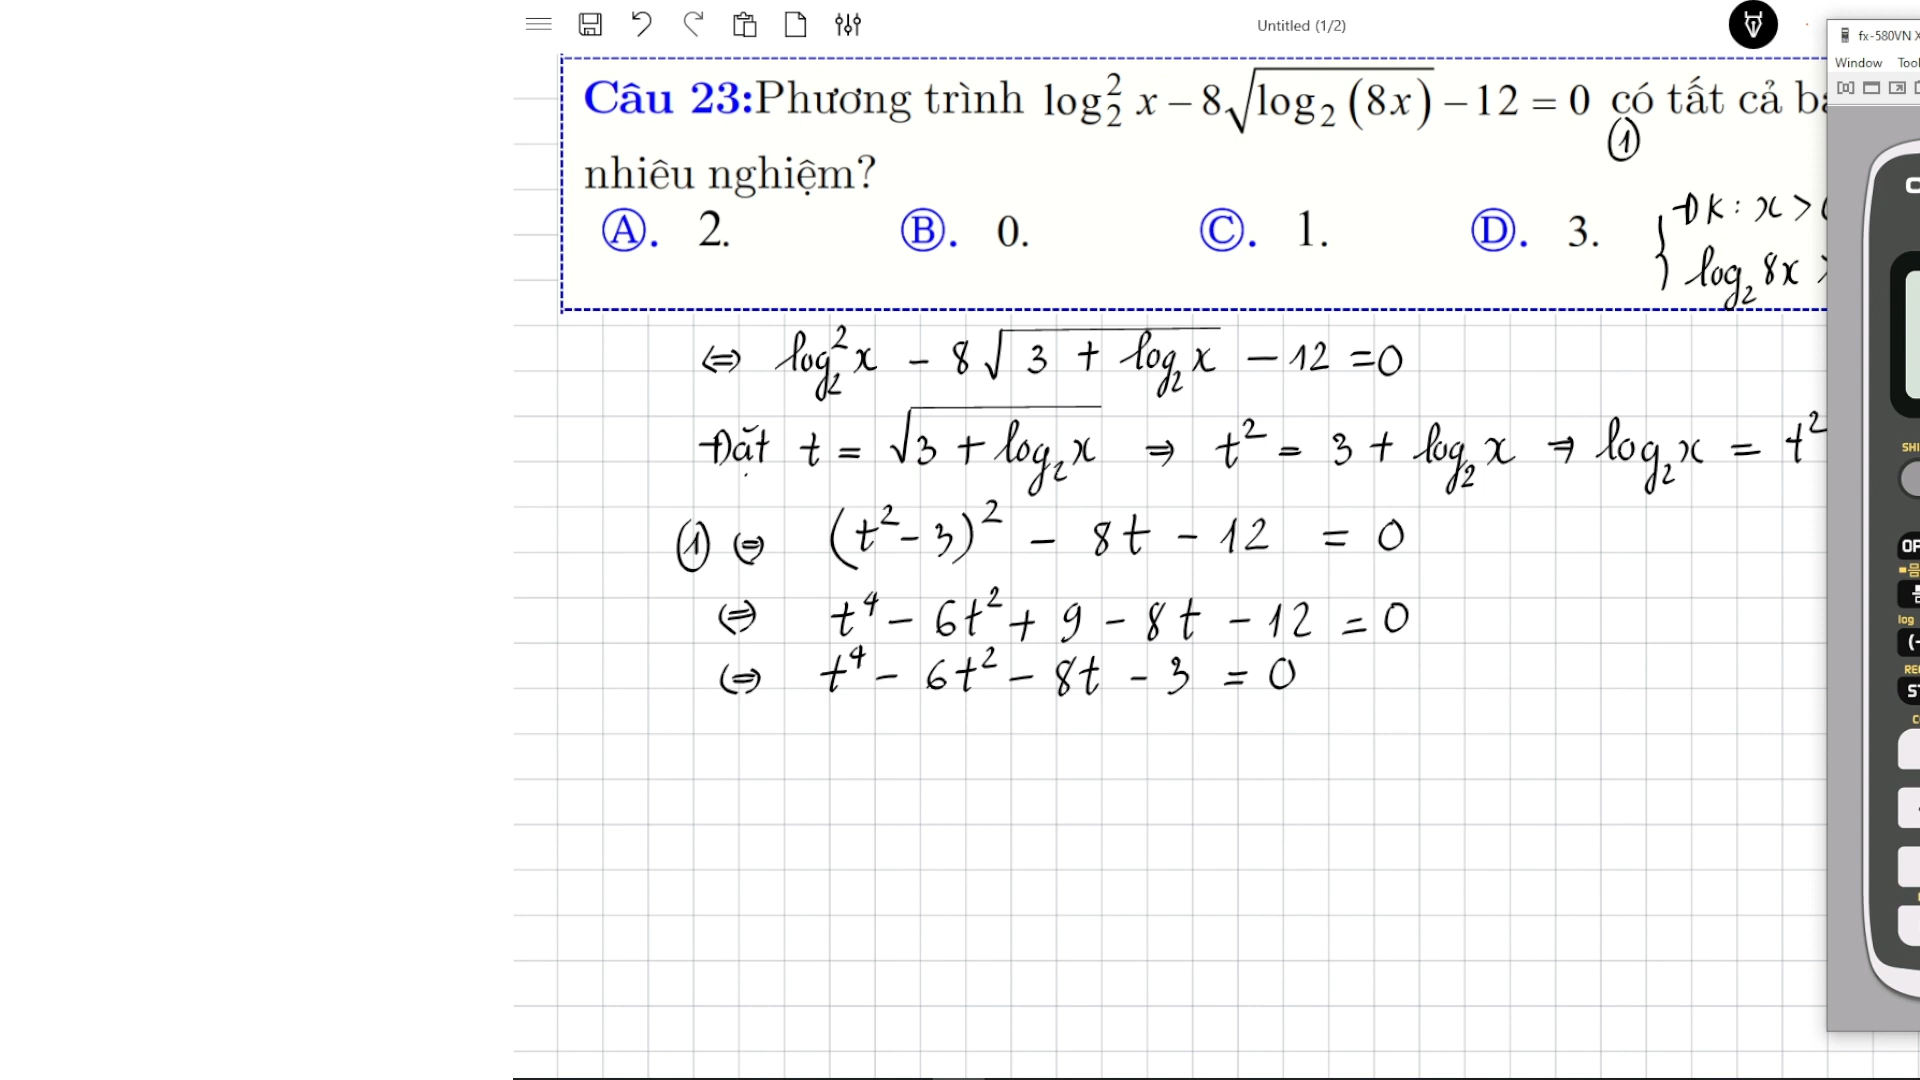 Untitled (1/2)
fx-580VN X
Window Tool
Câu 23:Phương trình log₂² x − 8√(log₂ (8x)) − 12 = 0 có tất cả
①
nhiêu nghiệm?
A. 2. B. 0. C. 1. D. 3.
ĐK: x >
log₂ 8x >
⇔ log₂² x − 8√(3 + log₂ x) − 12 = 0
Đặt t = √(3 + log₂ x) ⇒ t² = 3 + log₂ x ⇒ log₂ x = t²
① ⇔ (t² − 3)² − 8t − 12 = 0
⇔ t⁴ − 6t² + 9 − 8t − 12 = 0
⇔ t⁴ − 6t² − 8t − 3 = 0
SHI
log
(-